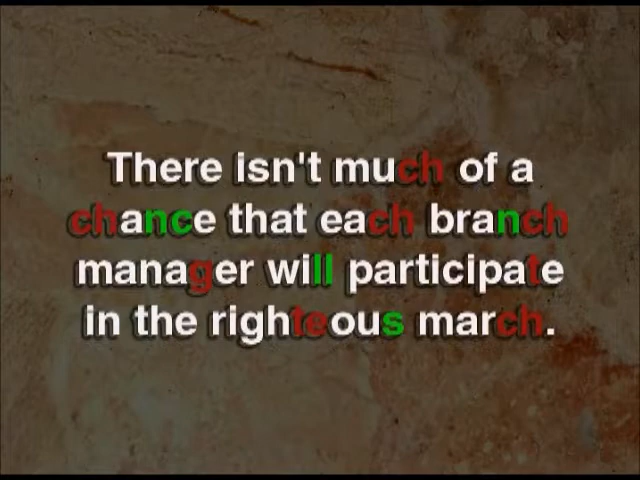 There isn't much of a
chance that each branch
manager will participate
in the righteous march.